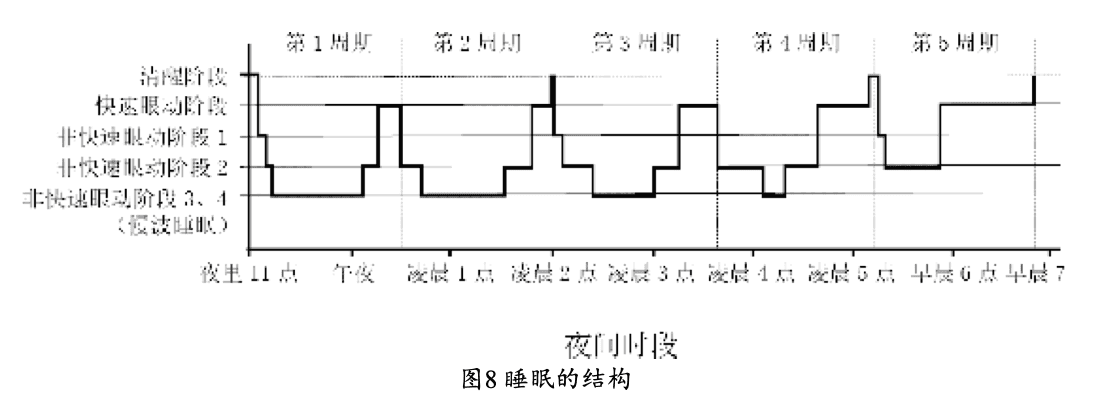 第1周期 第2周期 第3周期 第4周期 第5周期
清醒阶段
快速眼动阶段
非快速眼动阶段1
非快速眼动阶段2
非快速眼动阶段3、4
(慢波睡眠)
夜里11点 午夜 凌晨1点 凌晨2点 凌晨3点 凌晨4点 凌晨5点 早晨6点 早晨7
夜间时段
图8 睡眠的结构